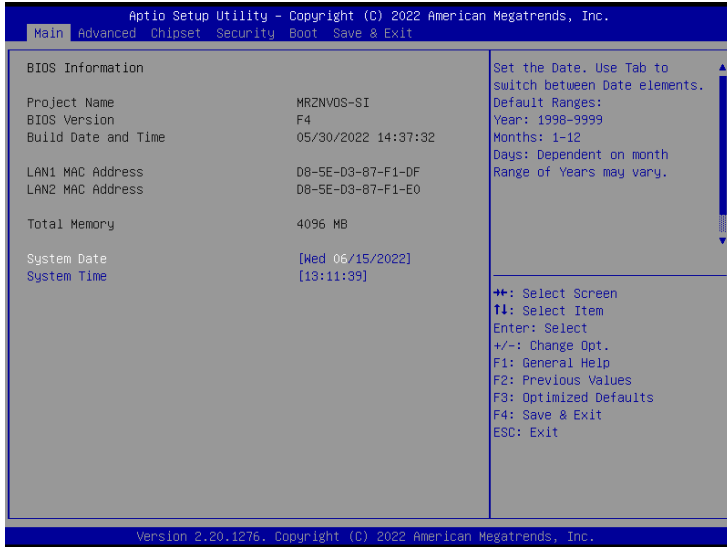 Aptio Setup Utility – Copyright (C) 2022 American Megatrends, Inc.
Main Advanced Chipset Security Boot Save & Exit
BIOS Information
Project Name MRZNVOS-SI
BIOS Version F4
Build Date and Time 05/30/2022 14:37:32
LAN1 MAC Address D8-5E-D3-87-F1-DF
LAN2 MAC Address D8-5E-D3-87-F1-E0
Total Memory 4096 MB
System Date [Wed 06/15/2022]
System Time [13:11:39]
Set the Date. Use Tab to
switch between Date elements.
Default Ranges:
Year: 1998-9999
Months: 1-12
Days: Dependent on month
Range of Years may vary.
→←: Select Screen
↑↓: Select Item
Enter: Select
+/-: Change Opt.
F1: General Help
F2: Previous Values
F3: Optimized Defaults
F4: Save & Exit
ESC: Exit
Version 2.20.1276. Copyright (C) 2022 American Megatrends, Inc.